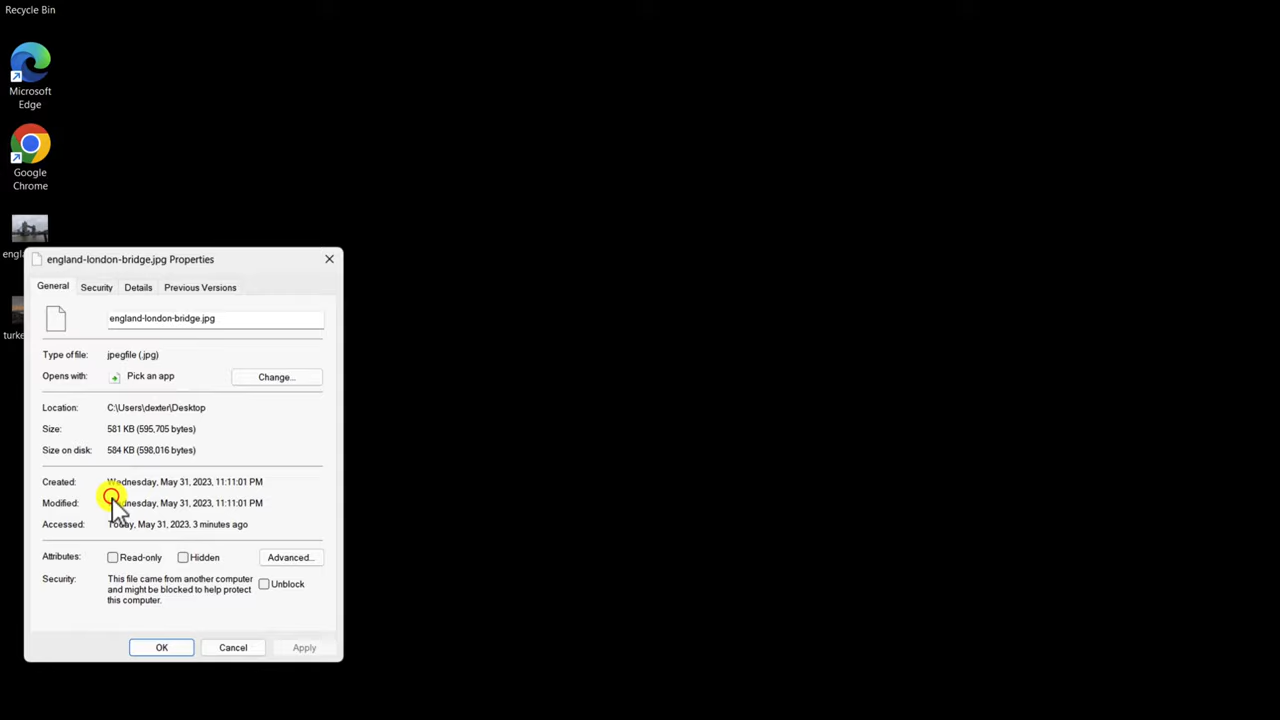 Recycle Bin
Microsoft
Edge
Google
Chrome
engl
turke
england-london-bridge.jpg Properties
General Security Details Previous Versions
england-london-bridge.jpg
Type of file: jpegfile (.jpg)
Opens with: Pick an app Change...
Location: C:\Users\dexter\Desktop
Size: 581 KB (595,705 bytes)
Size on disk: 584 KB (598,016 bytes)
Created: Wednesday, May 31, 2023, 11:11:01 PM
Modified: Wednesday, May 31, 2023, 11:11:01 PM
Accessed: Today, May 31, 2023, 3 minutes ago
Attributes: Read-only Hidden Advanced...
Security: This file came from another computer
and might be blocked to help protect Unblock
this computer.
OK Cancel Apply